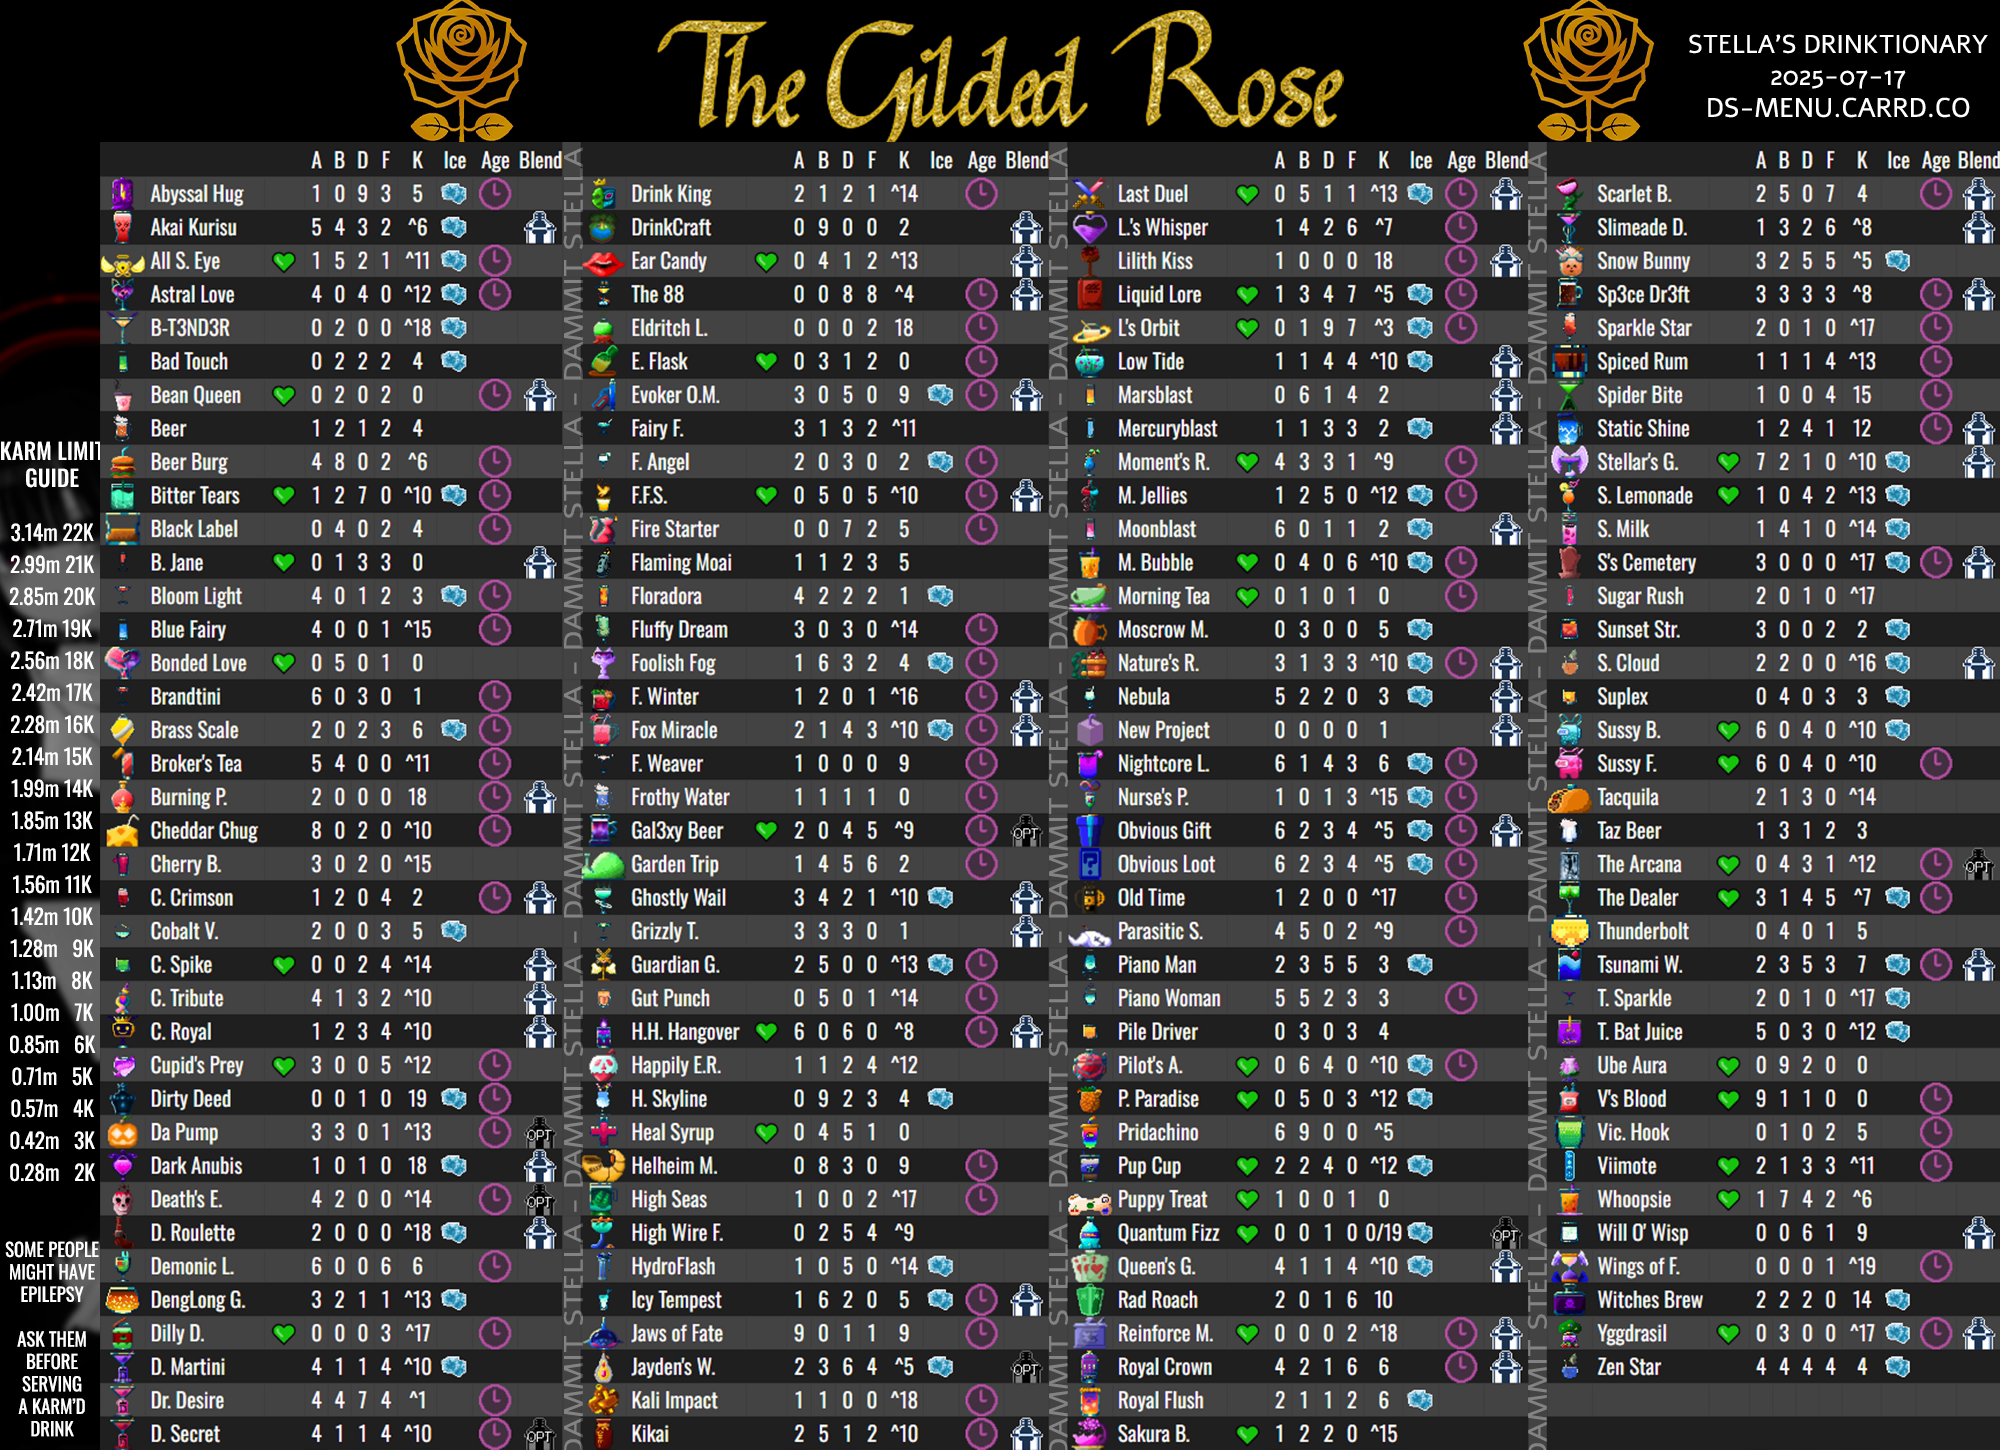 The Gilded Rose
STELLA'S DRINKTIONARY
2025-07-17
DS-MENU.CARRD.CO
KARM LIMIT
GUIDE
3.14m 22K
2.99m 21K
2.85m 20K
2.71m 19K
2.56m 18K
2.42m 17K
2.28m 16K
2.14m 15K
1.99m 14K
1.85m 13K
1.71m 12K
1.56m 11K
1.42m 10K
1.28m 9K
1.13m 8K
1.00m 7K
0.85m 6K
0.71m 5K
0.57m 4K
0.42m 3K
0.28m 2K
SOME PEOPLE
MIGHT HAVE
EPILEPSY
ASK THEM
BEFORE
SERVING
A KARM'D
DRINK
A B D F K Ice Age Blend
Abyssal Hug 1 0 9 3 5
Akai Kurisu 5 4 3 2 ^6
All S. Eye 1 5 2 1 ^11
Astral Love 4 0 4 0 ^12
B-T3ND3R 0 2 0 0 ^18
Bad Touch 0 2 2 2 4
Bean Queen 0 2 0 2 0
Beer 1 2 1 2 4
Beer Burg 4 8 0 2 ^6
Bitter Tears 1 2 7 0 ^10
Black Label 0 4 0 2 4
B. Jane 0 1 3 3 0
Bloom Light 4 0 1 2 3
Blue Fairy 4 0 0 1 ^15
Bonded Love 0 5 0 1 0
Brandtini 6 0 3 0 1
Brass Scale 2 0 2 3 6
Broker's Tea 5 4 0 0 ^11
Burning P. 2 0 0 0 18
Cheddar Chug 8 0 2 0 ^10
Cherry B. 3 0 2 0 ^15
C. Crimson 1 2 0 4 2
Cobalt V. 2 0 0 3 5
C. Spike 0 0 2 4 ^14
C. Tribute 4 1 3 2 ^10
C. Royal 1 2 3 4 ^10
Cupid's Prey 3 0 0 5 ^12
Dirty Deed 0 0 1 0 19
Da Pump 3 3 0 1 ^13 OPT
Dark Anubis 1 0 1 0 18
Death's E. 4 2 0 0 ^14 OPT
D. Roulette 2 0 0 0 ^18
Demonic L. 6 0 0 6 6
DengLong G. 3 2 1 1 ^13
Dilly D. 0 0 0 3 ^17
D. Martini 4 1 1 4 ^10
Dr. Desire 4 4 7 4 ^1
D. Secret 4 1 1 4 ^10 OPT
DAMMIT STELLA - DAMMIT STELLA - DAMMIT STELLA - DAMMIT STELLA - DAMMIT STELLA
A B D F K Ice Age Blend
Drink King 2 1 2 1 ^14
DrinkCraft 0 9 0 0 2
Ear Candy 0 4 1 2 ^13
The 88 0 0 8 8 ^4
Eldritch L. 0 0 0 2 18
E. Flask 0 3 1 2 0
Evoker O.M. 3 0 5 0 9
Fairy F. 3 1 3 2 ^11
F. Angel 2 0 3 0 2
F.F.S. 0 5 0 5 ^10
Fire Starter 0 0 7 2 5
Flaming Moai 1 1 2 3 5
Floradora 4 2 2 2 1
Fluffy Dream 3 0 3 0 ^14
Foolish Fog 1 6 3 2 4
F. Winter 1 2 0 1 ^16
Fox Miracle 2 1 4 3 ^10
F. Weaver 1 0 0 0 9
Frothy Water 1 1 1 1 0
Gal3xy Beer 2 0 4 5 ^9 OPT
Garden Trip 1 4 5 6 2
Ghostly Wail 3 4 2 1 ^10
Grizzly T. 3 3 3 0 1
Guardian G. 2 5 0 0 ^13
Gut Punch 0 5 0 1 ^14
H.H. Hangover 6 0 6 0 ^8
Happily E.R. 1 1 2 4 ^12
H. Skyline 0 9 2 3 4
Heal Syrup 0 4 5 1 0
Helheim M. 0 8 3 0 9
High Seas 1 0 0 2 ^17
High Wire F. 0 2 5 4 ^9
HydroFlash 1 0 5 0 ^14
Icy Tempest 1 6 2 0 5
Jaws of Fate 9 0 1 1 9
Jayden's W. 2 3 6 4 ^5 OPT
Kali Impact 1 1 0 0 ^18
Kikai 2 5 1 2 ^10
DAMMIT STELLA - DAMMIT STELLA - DAMMIT STELLA - DAMMIT STELLA - DAMMIT STELLA
A B D F K Ice Age Blend
Last Duel 0 5 1 1 ^13
L.'s Whisper 1 4 2 6 ^7
Lilith Kiss 1 0 0 0 18
Liquid Lore 1 3 4 7 ^5
L's Orbit 0 1 9 7 ^3
Low Tide 1 1 4 4 ^10
Marsblast 0 6 1 4 2
Mercuryblast 1 1 3 3 2
Moment's R. 4 3 3 1 ^9
M. Jellies 1 2 5 0 ^12
Moonblast 6 0 1 1 2
M. Bubble 0 4 0 6 ^10
Morning Tea 0 1 0 1 0
Moscrow M. 0 3 0 0 5
Nature's R. 3 1 3 3 ^10
Nebula 5 2 2 0 3
New Project 0 0 0 0 1
Nightcore L. 6 1 4 3 6
Nurse's P. 1 0 1 3 ^15
Obvious Gift 6 2 3 4 ^5
Obvious Loot 6 2 3 4 ^5
Old Time 1 2 0 0 ^17
Parasitic S. 4 5 0 2 ^9
Piano Man 2 3 5 5 3
Piano Woman 5 5 2 3 3
Pile Driver 0 3 0 3 4
Pilot's A. 0 6 4 0 ^10
P. Paradise 0 5 0 3 ^12
Pridachino 6 9 0 0 ^5
Pup Cup 2 2 4 0 ^12
Puppy Treat 1 0 0 1 0
Quantum Fizz 0 0 1 0 0/19 OPT
Queen's G. 4 1 1 4 ^10
Rad Roach 2 0 1 6 10
Reinforce M. 0 0 0 2 ^18
Royal Crown 4 2 1 6 6
Royal Flush 2 1 1 2 6
Sakura B. 1 2 2 0 ^15
DAMMIT STELLA - DAMMIT STELLA - DAMMIT STELLA - DAMMIT STELLA - DAMMIT STELLA
A B D F K Ice Age Blend
Scarlet B. 2 5 0 7 4
Slimeade D. 1 3 2 6 ^8
Snow Bunny 3 2 5 5 ^5
Sp3ce Dr3ft 3 3 3 3 ^8
Sparkle Star 2 0 1 0 ^17
Spiced Rum 1 1 1 4 ^13
Spider Bite 1 0 0 4 15
Static Shine 1 2 4 1 12
Stellar's G. 7 2 1 0 ^10
S. Lemonade 1 0 4 2 ^13
S. Milk 1 4 1 0 ^14
S's Cemetery 3 0 0 0 ^17
Sugar Rush 2 0 1 0 ^17
Sunset Str. 3 0 0 2 2
S. Cloud 2 2 0 0 ^16
Suplex 0 4 0 3 3
Sussy B. 6 0 4 0 ^10
Sussy F. 6 0 4 0 ^10
Tacquila 2 1 3 0 ^14
Taz Beer 1 3 1 2 3
The Arcana 0 4 3 1 ^12 OPT
The Dealer 3 1 4 5 ^7
Thunderbolt 0 4 0 1 5
Tsunami W. 2 3 5 3 7
T. Sparkle 2 0 1 0 ^17
T. Bat Juice 5 0 3 0 ^12
Ube Aura 0 9 2 0 0
V's Blood 9 1 1 0 0
Vic. Hook 0 1 0 2 5
Viimote 2 1 3 3 ^11
Whoopsie 1 7 4 2 ^6
Will O' Wisp 0 0 6 1 9
Wings of F. 0 0 0 1 ^19
Witches Brew 2 2 2 0 14
Yggdrasil 0 3 0 0 ^17
Zen Star 4 4 4 4 4